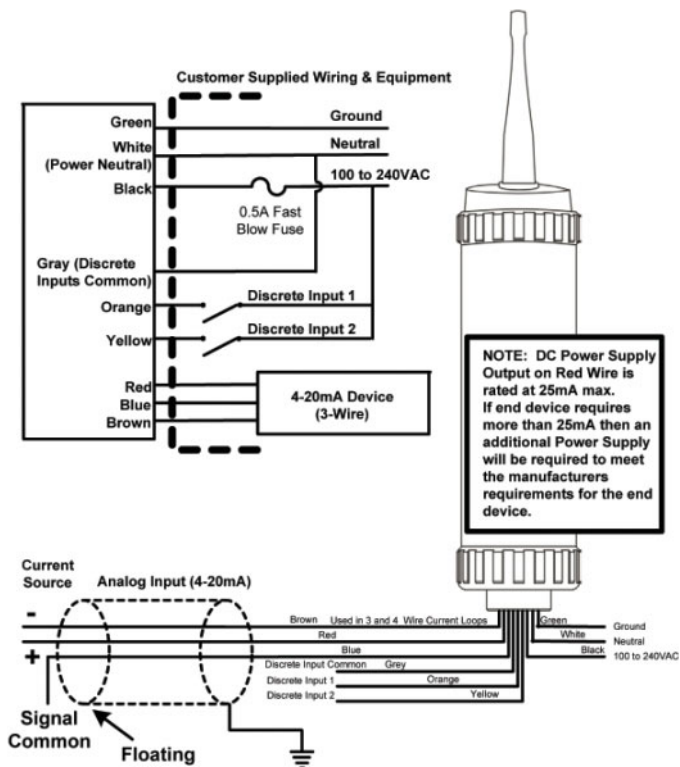 Customer Supplied Wiring & Equipment
Green
Ground
White
(Power Neutral)
Neutral
Black
100 to 240VAC
0.5A Fast
Blow Fuse
Gray (Discrete
Inputs Common)
Orange
Discrete Input 1
Yellow
Discrete Input 2
Red
Blue
Brown
4-20mA Device
(3-Wire)
NOTE: DC Power Supply
Output on Red Wire is
rated at 25mA max.
If end device requires
more than 25mA then an
additional Power Supply
will be required to meet
the manufacturers
requirements for the end
device.
Current
Source
Analog Input (4-20mA)
-
+
Brown Used in 3 and 4 Wire Current Loops
Red
Blue
Discrete Input Common Grey
Discrete Input 1 Orange
Discrete Input 2 Yellow
Green Ground
White Neutral
Black 100 to 240VAC
Signal
Common
Floating